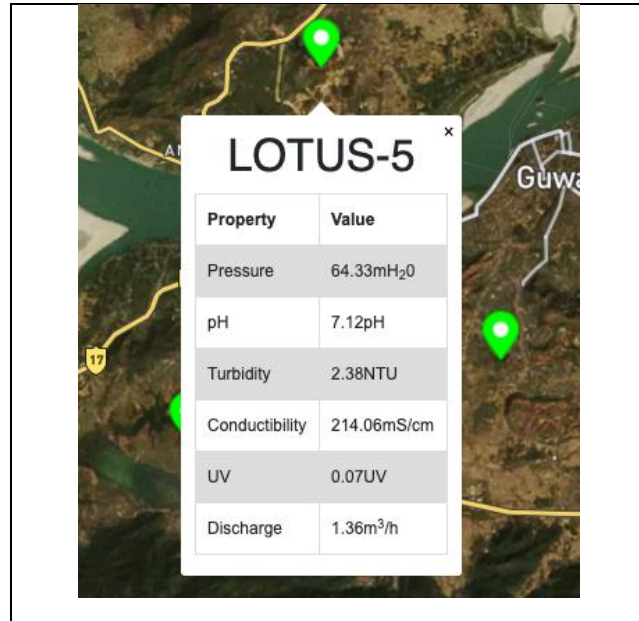 A
Guwa
LOTUS-5
×
Property Value
Pressure 64.33mH₂0
pH 7.12pH
Turbidity 2.38NTU
Conductibility 214.06mS/cm
UV 0.07UV
Discharge 1.36m³/h
17